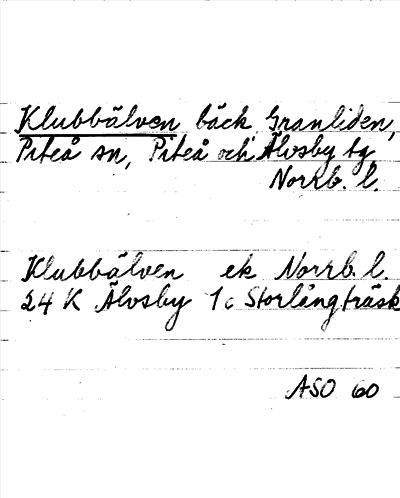 Klubbälven bäck, Granliden,
Piteå sn, Piteå och Älvsby tg
Norrb. l.
Klubbälven ek Norrb. l.
24 K Älvsby 1c Storlångträsk
ASO 60